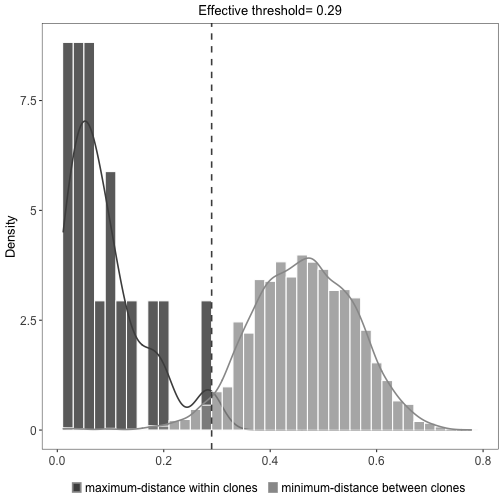 Effective threshold= 0.29
Density
7.5
5
2.5
0
0.0 0.2 0.4 0.6 0.8
maximum-distance within clones minimum-distance between clones